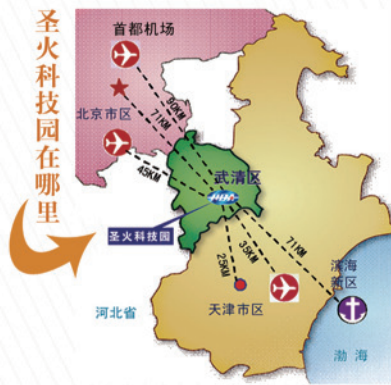 圣火科技园在哪里
首都机场
90KM
71KM
北京市区
45KM
武清区
圣火科技园
25KM
35KM
71KM
滨海
新区
天津市区
河北省
渤海